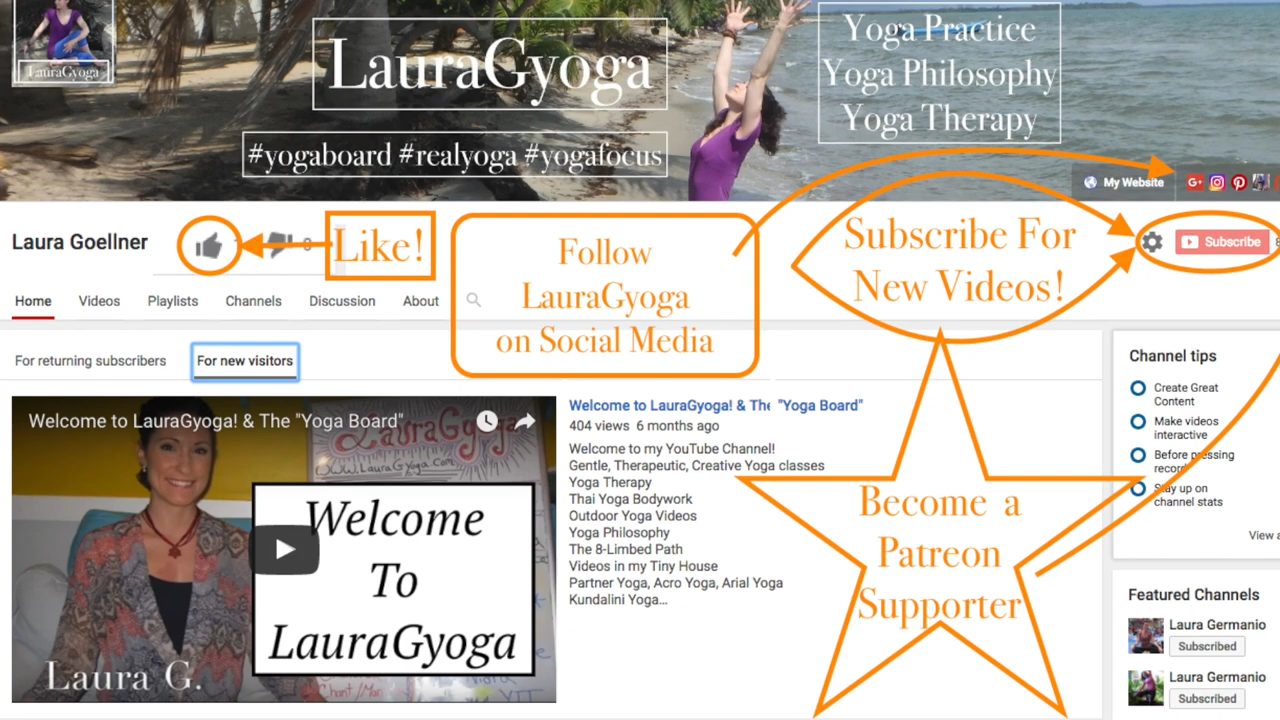 LauraGyoga
LauraGyoga
#yogaboard #realyoga #yogafocus
Yoga Practice
Yoga Philosophy
Yoga Therapy
My Website
G+
Laura Goellner
Like!
Follow
LauraGyoga
on Social Media
Subscribe For
New Videos!
Subscribe
Home
Videos
Playlists
Channels
Discussion
About
For returning subscribers
For new visitors
Welcome to LauraGyoga! & The "Yoga Board"
LauraGyoga
www.LauraGyoga.com
Welcome
To
LauraGyoga
Laura G.
Welcome to LauraGyoga! & The "Yoga Board"
404 views 6 months ago
Welcome to my YouTube Channel!
Gentle, Therapeutic, Creative Yoga classes
Yoga Therapy
Thai Yoga Bodywork
Outdoor Yoga Videos
Yoga Philosophy
The 8-Limbed Path
Videos in my Tiny House
Partner Yoga, Acro Yoga, Arial Yoga
Kundalini Yoga...
Become a
Patreon
Supporter
Channel tips
Create Great
Content
Make videos
interactive
Before pressing
record
Stay up on
channel stats
View
Featured Channels
Laura Germanio
Subscribed
Laura Germanio
Subscribed